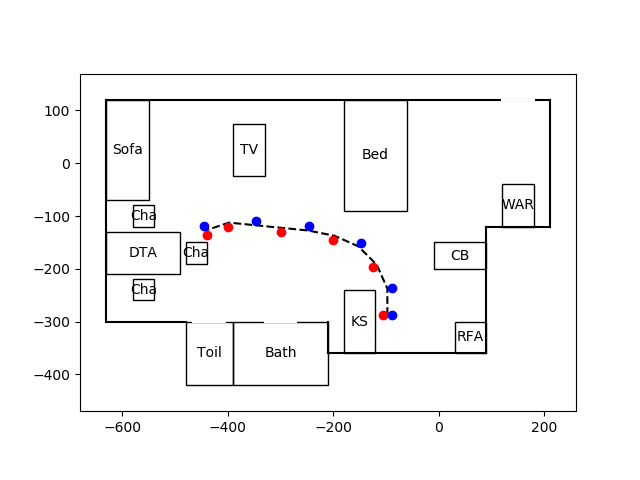 100
0
−100
−200
−300
−400
Sofa
TV
Bed
WAR
Cha
DTA
Cha
CB
Cha
KS
RFA
Toil
Bath
−600
−400
−200
0
200